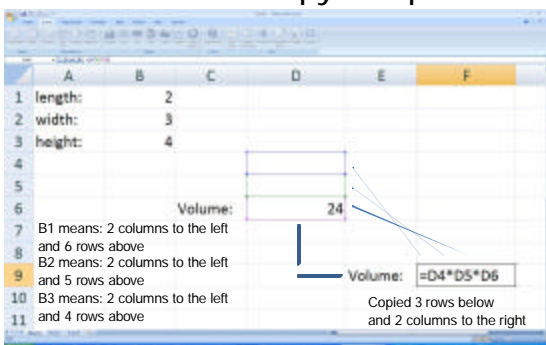 A B C D E F
1 length: 2
2 width: 3
3 height: 4
4
5
6 Volume: 24
7 B1 means: 2 columns to the left
and 6 rows above
8 B2 means: 2 columns to the left
9 and 5 rows above Volume: =D4*D5*D6
10 B3 means: 2 columns to the left
11 and 4 rows above
Copied 3 rows below
and 2 columns to the right